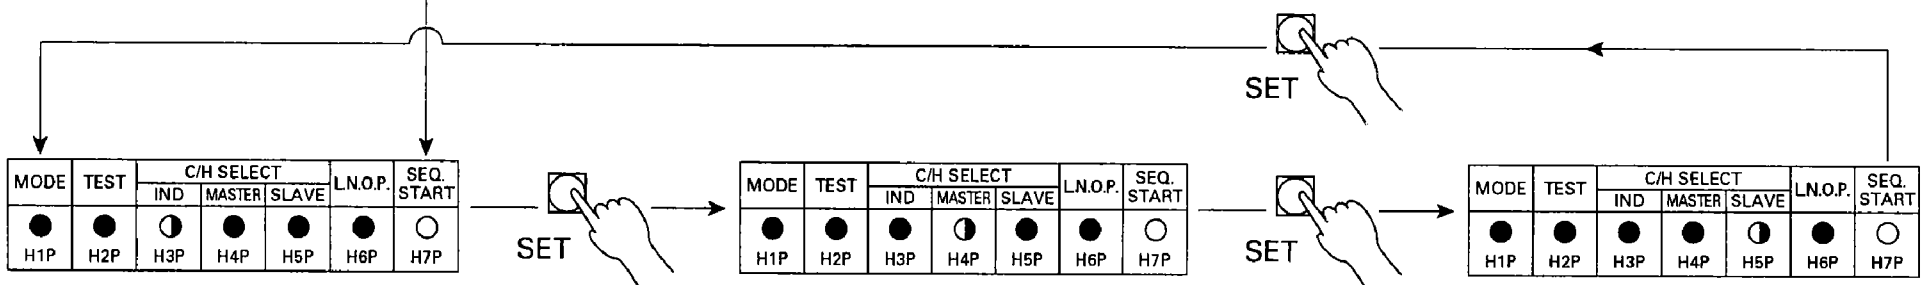 SET
C/H SELECT
MODE TEST IND MASTER SLAVE L.N.O.P. SEQ. START
H1P H2P H3P H4P H5P H6P H7P
SET
C/H SELECT
MODE TEST IND MASTER SLAVE L.N.O.P. SEQ. START
H1P H2P H3P H4P H5P H6P H7P
SET
C/H SELECT
MODE TEST IND MASTER SLAVE L.N.O.P. SEQ. START
H1P H2P H3P H4P H5P H6P H7P